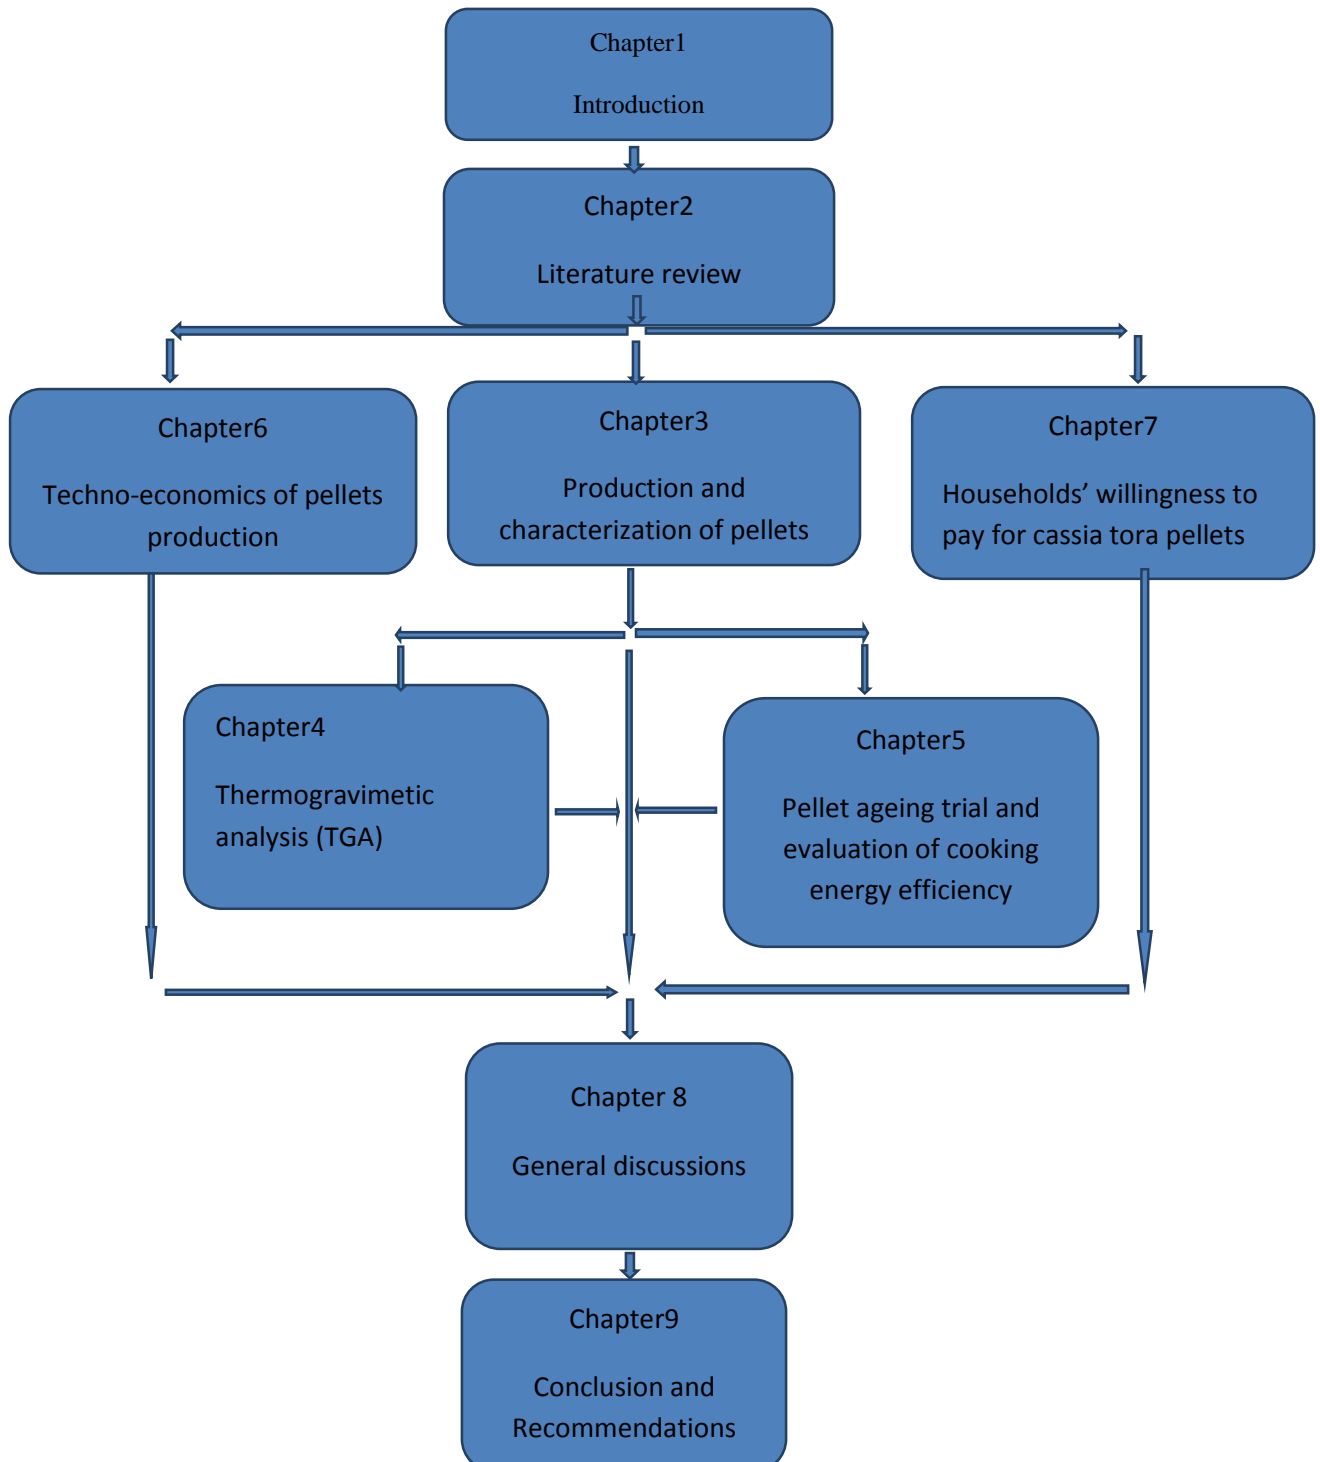 Chapter1
Introduction
Chapter2
Literature review
Chapter6
Techno-economics of pellets
production
Chapter3
Production and
characterization of pellets
Chapter7
Households’ willingness to
pay for cassia tora pellets
Chapter4
Thermogravimetic
analysis (TGA)
Chapter5
Pellet ageing trial and
evaluation of cooking
energy efficiency
Chapter 8
General discussions
Chapter9
Conclusion and
Recommendations